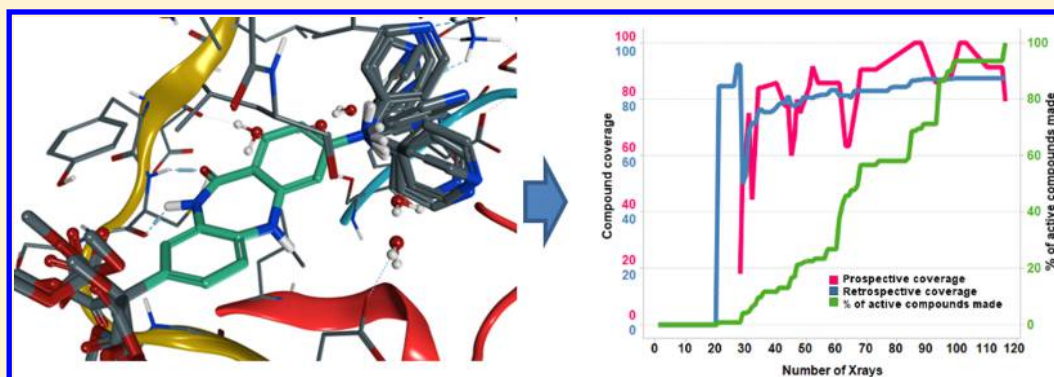 100
100
80
80
60
60
40
40
20
20
0
0
Compound coverage
100
80
60
40
20
0
% of active compounds made
Prospective coverage
Retrospective coverage
% of active compounds made
0 10 20 30 40 50 60 70 80 90 100 110 120
Number of Xrays